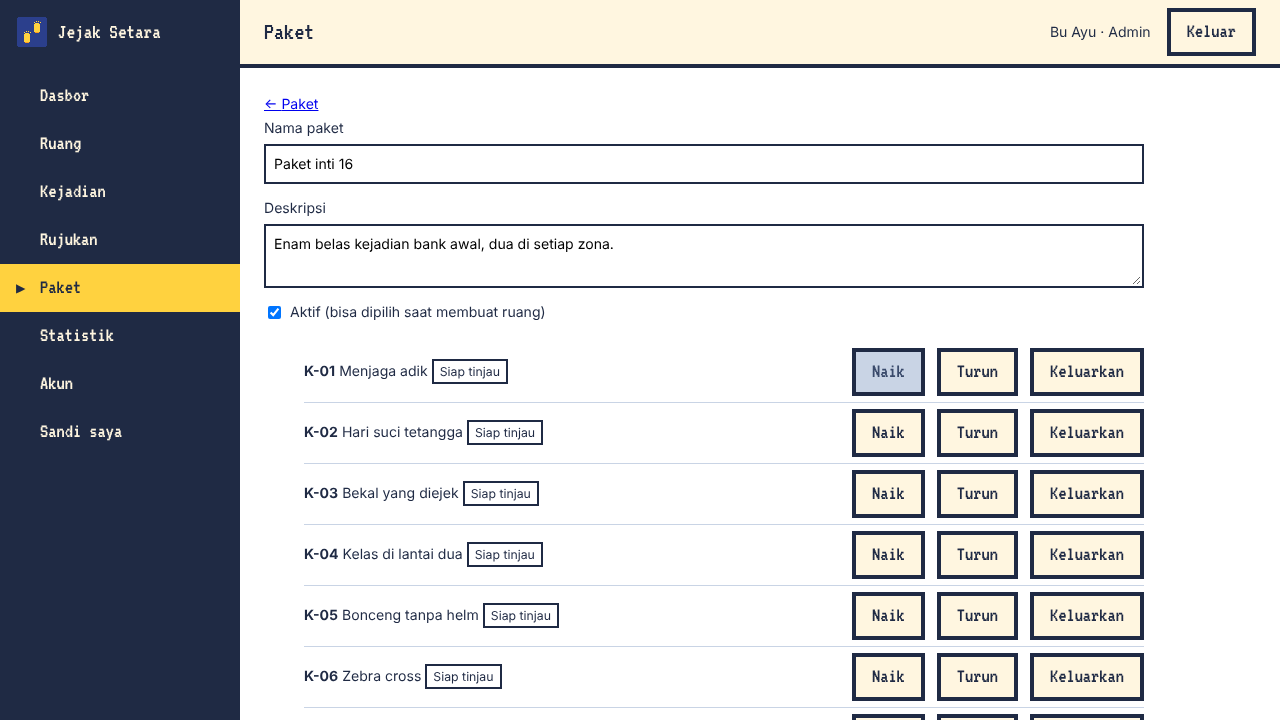 Jejak Setara
Paket
Bu Ayu · Admin
Keluar
Dasbor
Ruang
Kejadian
Rujukan
▶ Paket
Statistik
Akun
Sandi saya
← Paket
Nama paket
Paket inti 16
Deskripsi
Enam belas kejadian bank awal, dua di setiap zona.
Aktif (bisa dipilih saat membuat ruang)
K-01 Menjaga adik Siap tinjau Naik Turun Keluarkan
K-02 Hari suci tetangga Siap tinjau Naik Turun Keluarkan
K-03 Bekal yang diejek Siap tinjau Naik Turun Keluarkan
K-04 Kelas di lantai dua Siap tinjau Naik Turun Keluarkan
K-05 Bonceng tanpa helm Siap tinjau Naik Turun Keluarkan
K-06 Zebra cross Siap tinjau Naik Turun Keluarkan